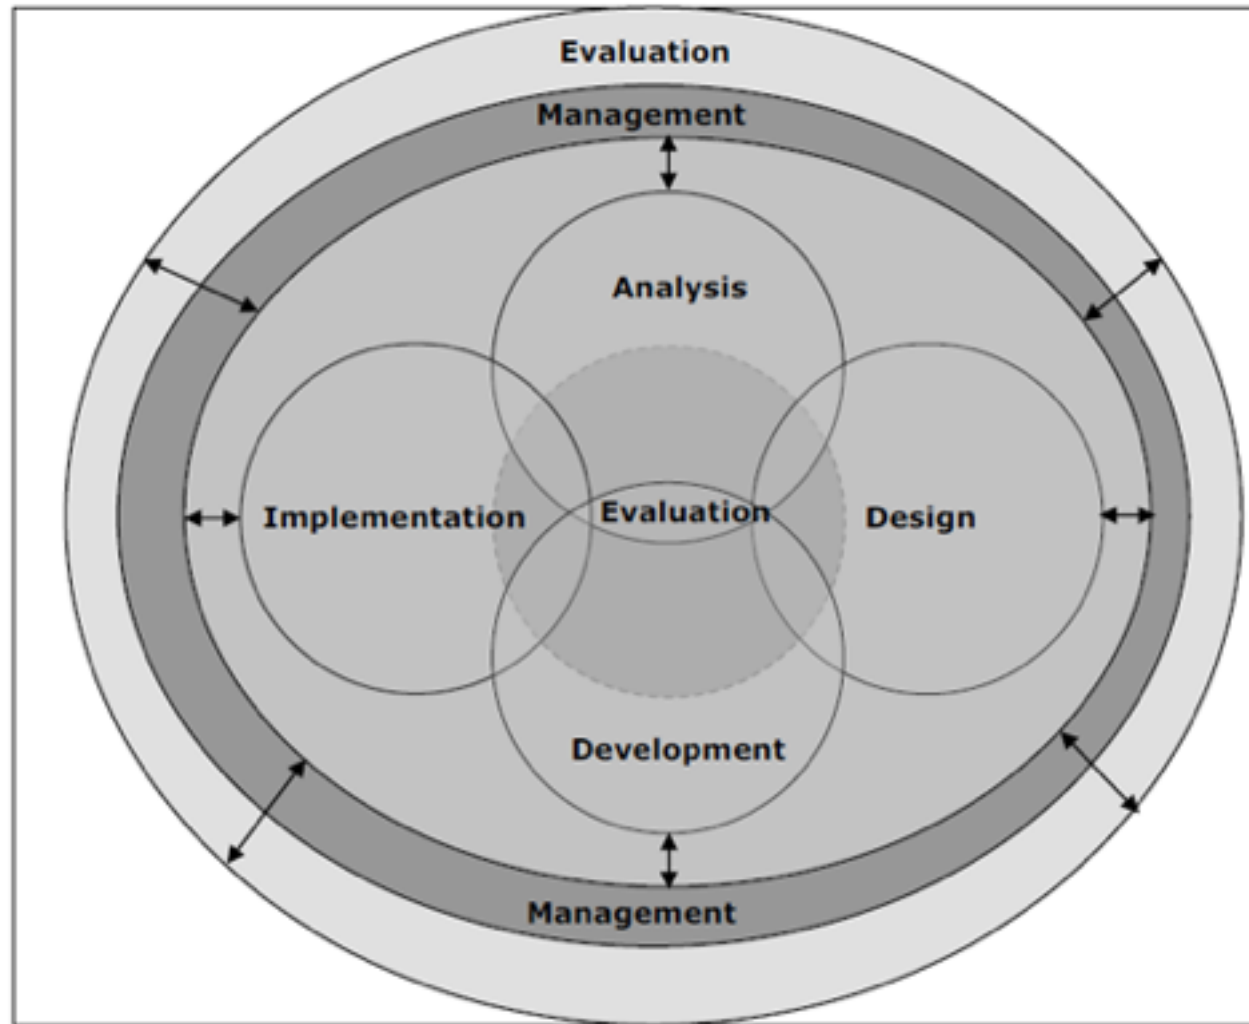 Evaluation
Management
Analysis
Implementation
Evaluation
Design
Development
Management